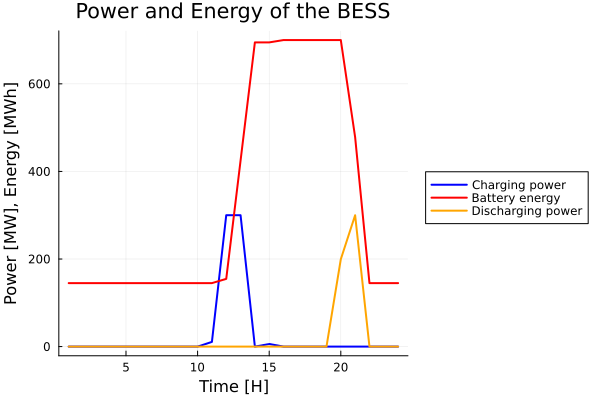 Power and Energy of the BESS
Power [MW], Energy [MWh]
600
400
200
0
5
10
15
20
Time [H]
Charging power
Battery energy
Discharging power